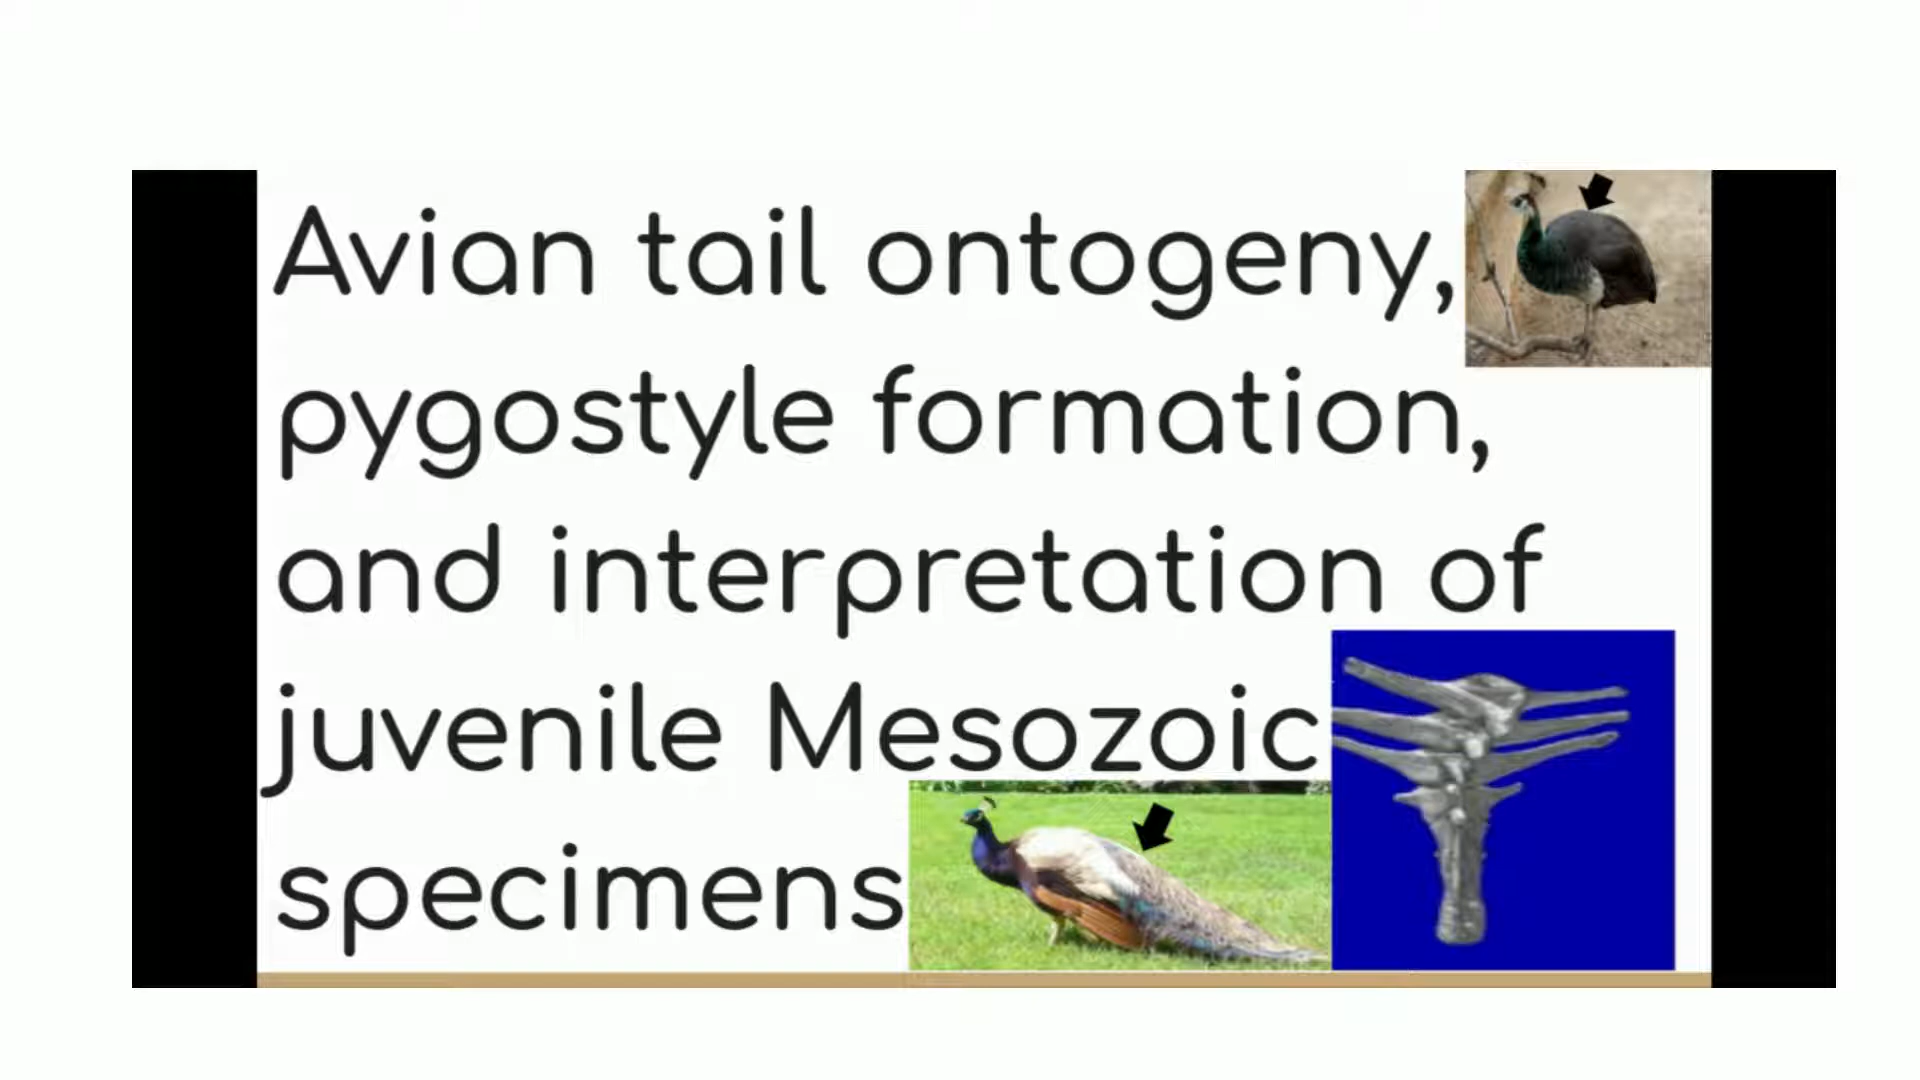 Avian tail ontogeny,
pygostyle formation,
and interpretation of
juvenile Mesozoic
specimens